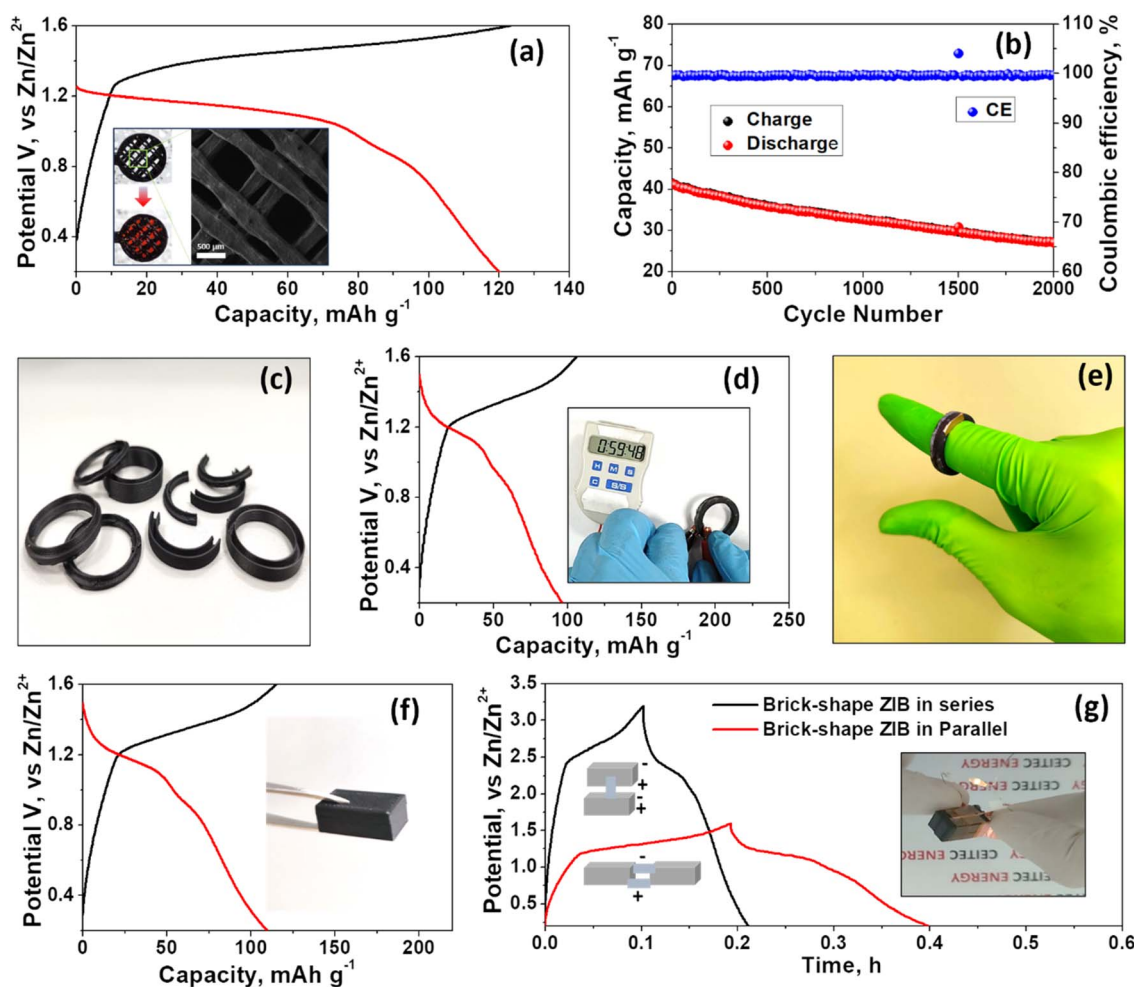 1.6
1.2
0.8
0.4
Potential V, vs Zn/Zn²⁺
(a)
500 µm
0 20 40 60 80 100 120 140
Capacity, mAh g⁻¹
80
70
60
50
40
30
20
Capacity, mAh g⁻¹
(b)
Charge
Discharge
CE
110
100
90
80
70
60
Coulombic efficiency, %
0 500 1000 1500 2000
Cycle Number
(c)
1.6
1.2
0.8
0.4
Potential V, vs Zn/Zn²⁺
(d)
0:59:48
H M S
C S/S
0 50 100 150 200 250
Capacity, mAh g⁻¹
(e)
1.6
1.2
0.8
0.4
Potential V, vs Zn/Zn²⁺
(f)
0 50 100 150 200
Capacity, mAh g⁻¹
3.5
3.0
2.5
2.0
1.5
1.0
0.5
Potential, vs Zn/Zn²⁺
Brick-shape ZIB in series
Brick-shape ZIB in Parallel
(g)
-
+
-
+
-
+
CEITEC
ENERGY
CEITEC ENERGY
CEITEC ENERGY
0.0 0.1 0.2 0.3 0.4 0.5 0.6
Time, h